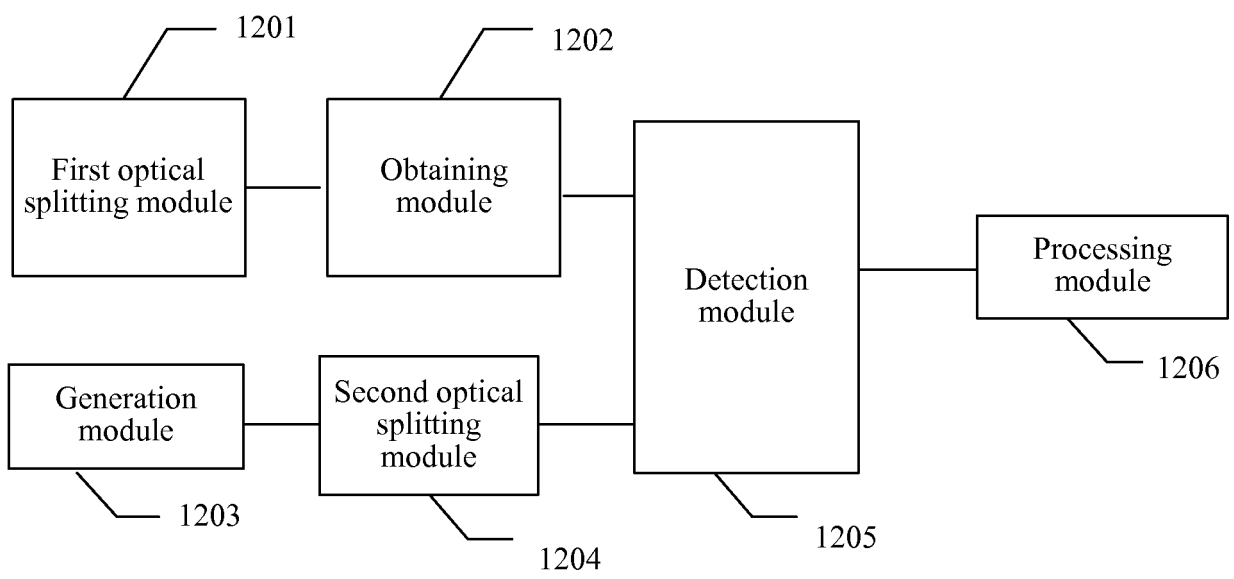 1201
1202
First optical
splitting module
Obtaining
module
Detection
module
Processing
module
1206
Generation
module
1203
Second optical
splitting
module
1204
1205